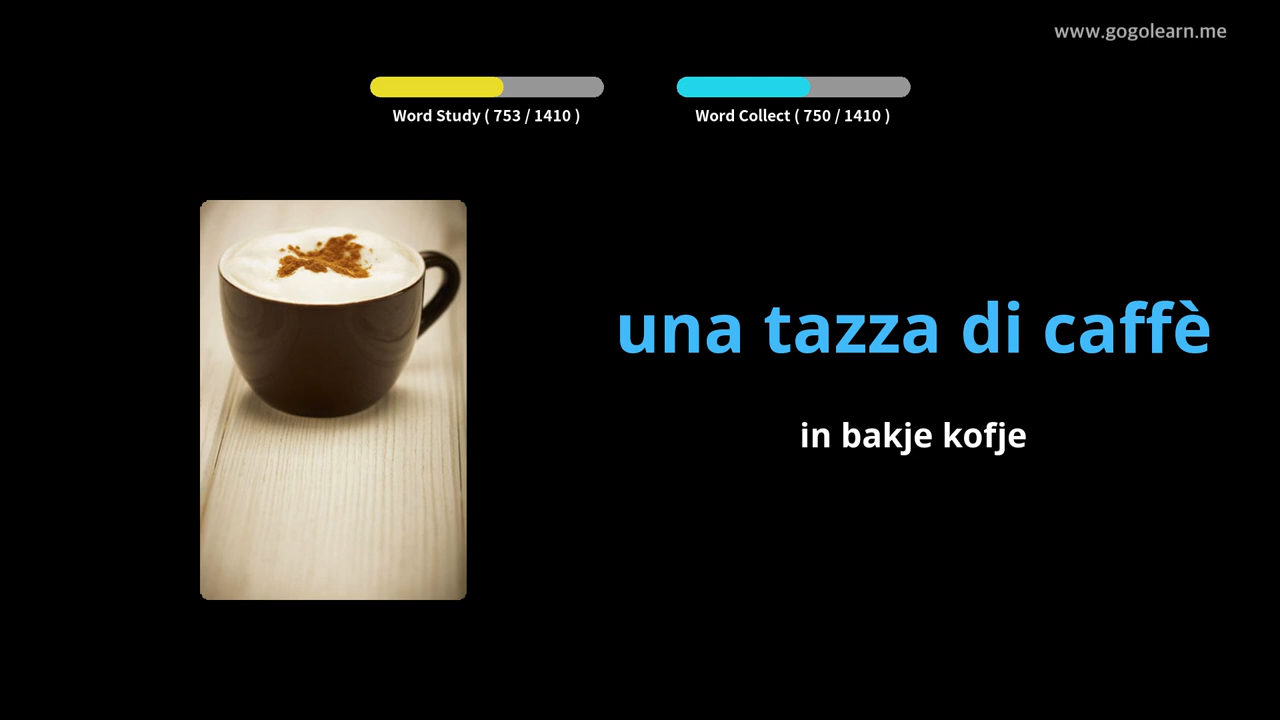 www.gogolearn.me
Word Study ( 753 / 1410 )
Word Collect ( 750 / 1410 )
una tazza di caffè
in bakje kofje